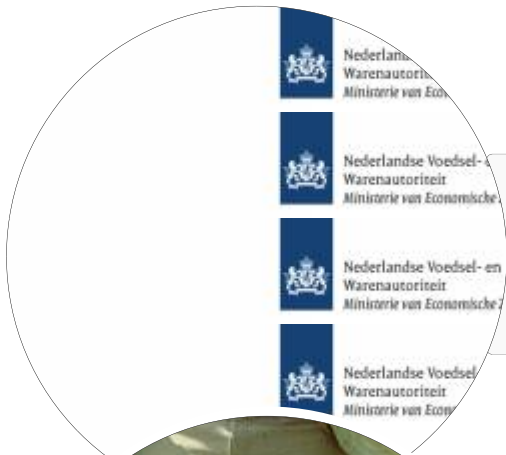 Warenautoriteit
Nederlandse Voedsel-
Warenautoriteit
Ministerie van Economische
Nederlandse Voedsel- en
Warenautoriteit
Ministerie van Economische
Nederlandse Voedsel-
Warenautoriteit
Ministerie van